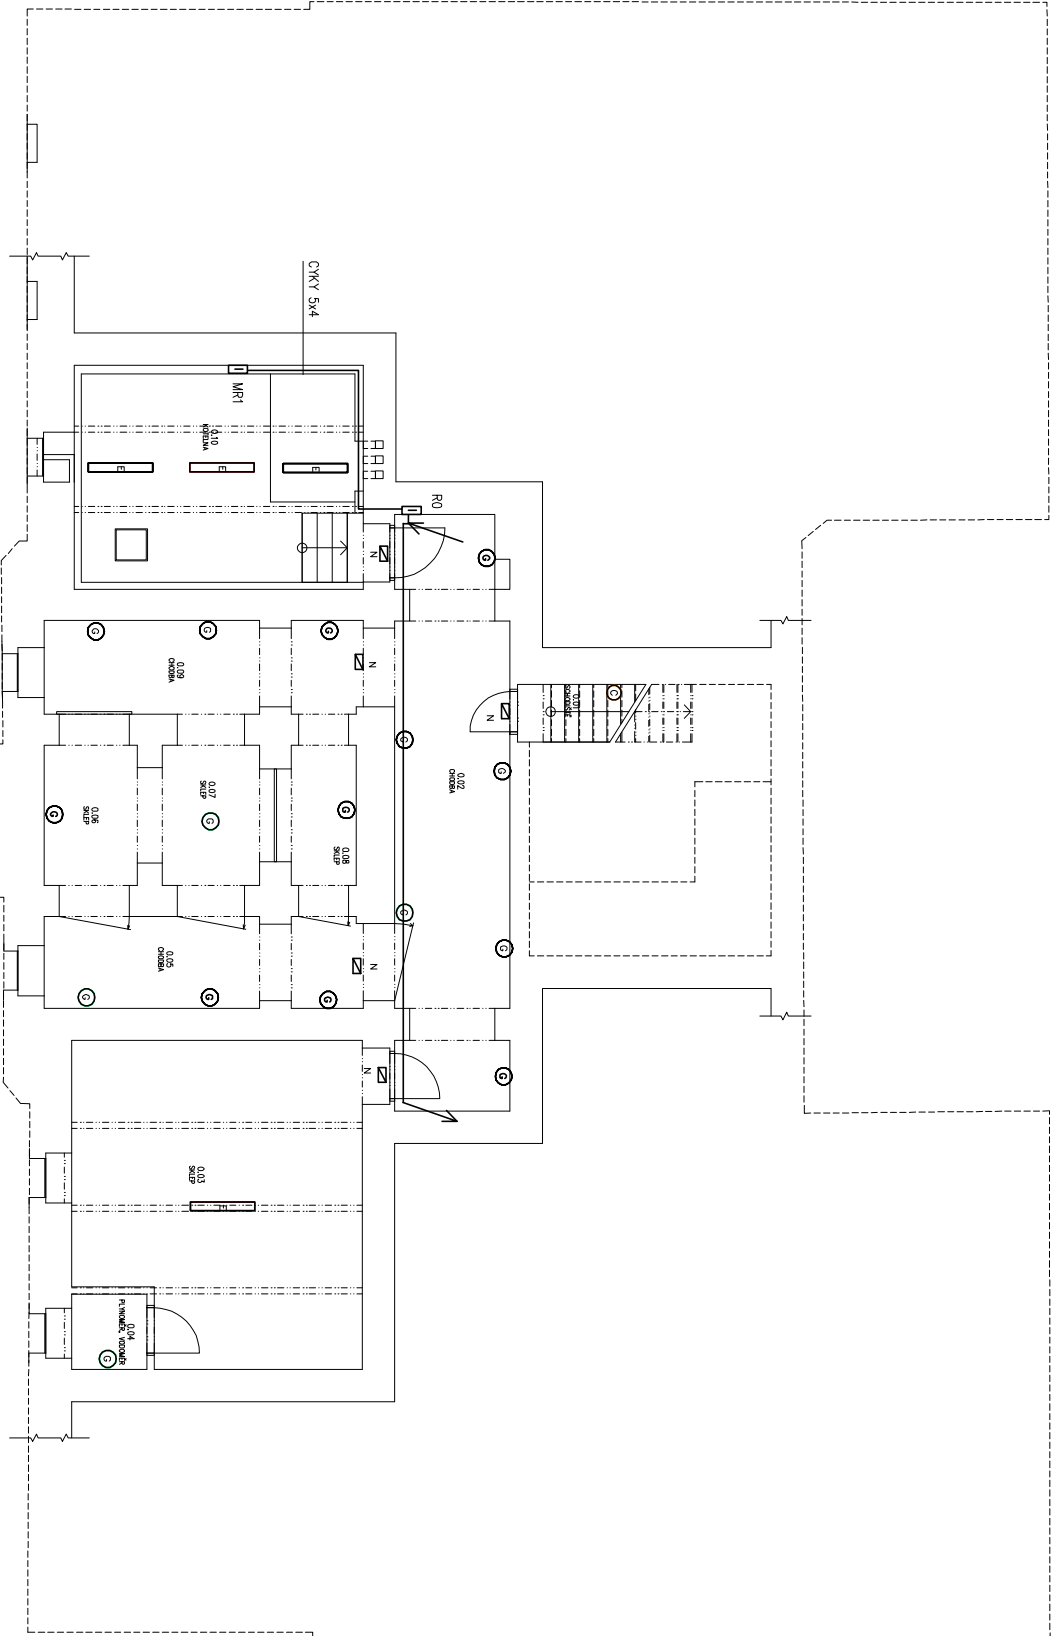 CYKY 5x4
MR1
0.10
KOTELNA
E
E
E
R0
N
G
G
G
G
N
0.09
CHODBA
0.01
SCHODIŠTĚ
C
N
C
G
0.02
CHODBA
0.07
SKLEP
G
0.06
SKLEP
G
G
0.08
SKLEP
C
G
0.05
CHODBA
N
G
G
G
N
G
0.03
SKLEP
E
0.04
PLYNOMĚR, VODOMĚR
G